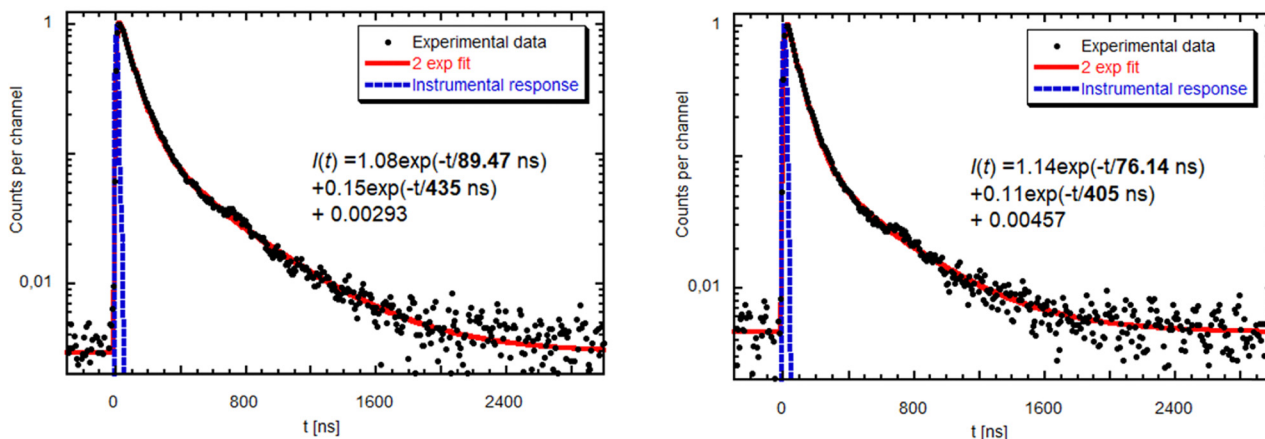 1
Counts per channel
0,01
Experimental data
2 exp fit
Instrumental response
I(t) =1.08exp(-t/89.47 ns)
+0.15exp(-t/435 ns)
+ 0.00293
0
800
1600
2400
t [ns]
1
Counts per channel
0,01
Experimental data
2 exp fit
Instrumental response
I(t) =1.14exp(-t/76.14 ns)
+0.11exp(-t/405 ns)
+ 0.00457
0
800
1600
2400
t [ns]